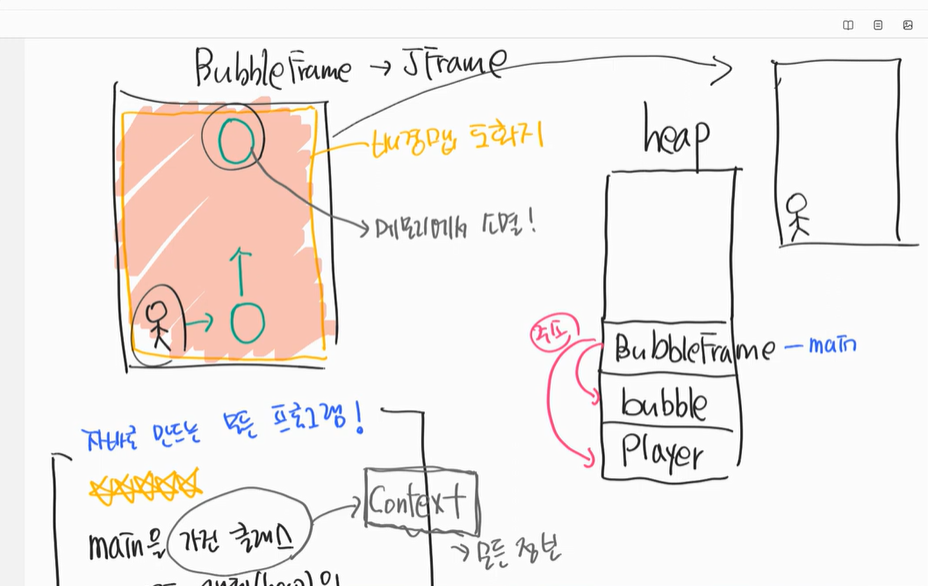 BubbleFrame → JFrame
배경맵 도화지
heap
메모리에서 소멸!
주소
BubbleFrame - main
bubble
Player
자바로 만드는 모든 프로그램!
main을 가진 클래스
Context
→ 모든 정보
(heap)의